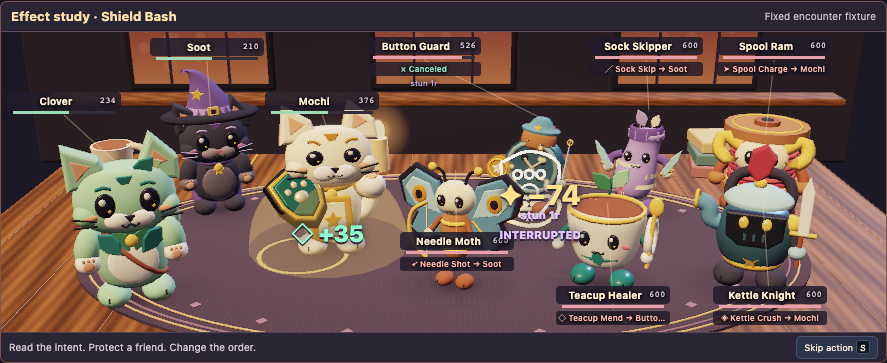 Effect study · Shield Bash
Fixed encounter fixture
Soot 210
Button Guard 526
× Canceled
stun 1r
Sock Skipper 600
Sock Skip → Soot
Spool Ram 600
Spool Charge → Mochi
Clover 234
Mochi 376
-74
stun 1r
INTERRUPTED
+35
Needle Moth 600
Needle Shot → Soot
Teacup Healer 600
Teacup Mend → Butto...
Kettle Knight 600
Kettle Crush → Mochi
Read the intent. Protect a friend. Change the order.
Skip action S